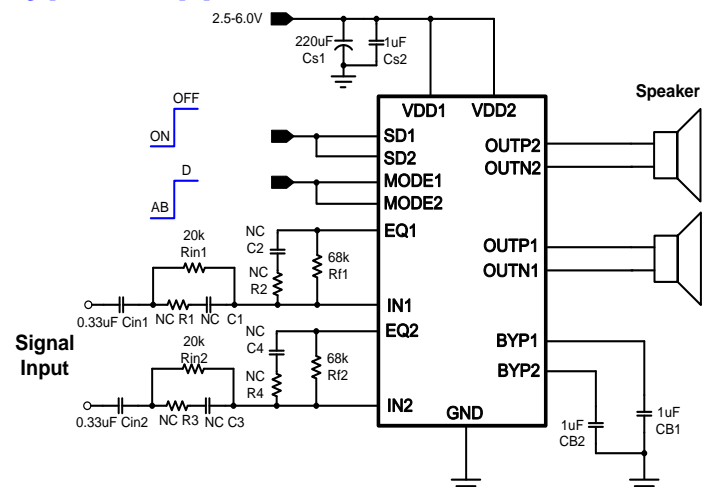 2.5-6.0V
220uF
Cs1
1uF
Cs2
Speaker
OFF
ON
D
AB
VDD1 VDD2
SD1
SD2
MODE1
MODE2
EQ1
IN1
EQ2
IN2
OUTP2
OUTN2
OUTP1
OUTN1
BYP1
BYP2
GND
NC
C2
NC
R2
68k
Rf1
20k
Rin1
0.33uF Cin1
NC R1 NC C1
Signal
Input
NC
C4
NC
R4
68k
Rf2
20k
Rin2
0.33uF Cin2
NC R3 NC C3
1uF
CB2
1uF
CB1